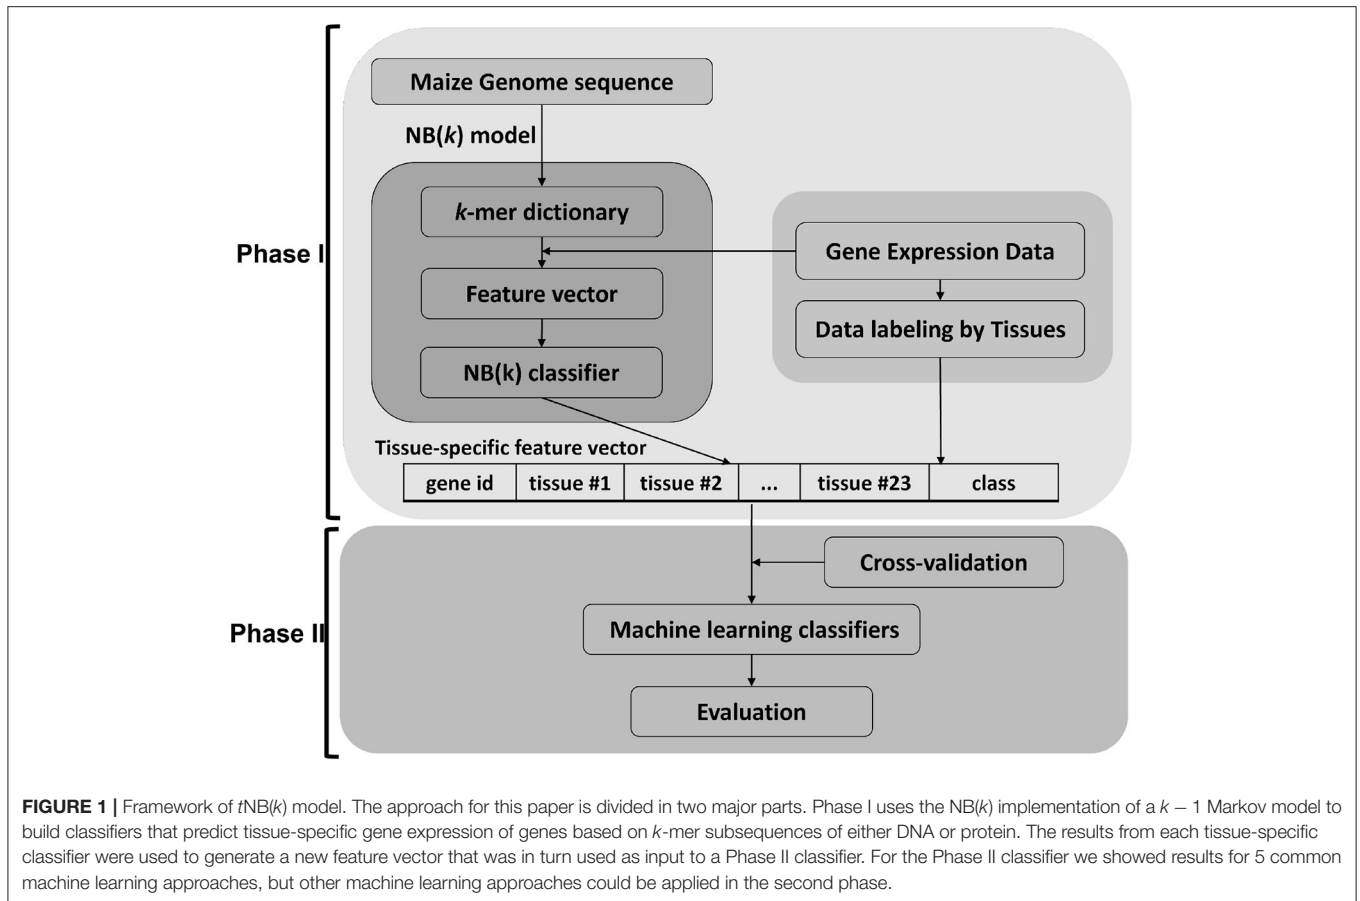 Maize Genome sequence
NB(k) model
k-mer dictionary
Phase I
Gene Expression Data
Feature vector
Data labeling by Tissues
NB(k) classifier
Tissue-specific feature vector
gene id tissue #1 tissue #2 ... tissue #23 class
Cross-validation
Machine learning classifiers
Phase II
Evaluation
FIGURE 1 | Framework of tNB(k) model. The approach for this paper is divided in two major parts. Phase I uses the NB(k) implementation of a k − 1 Markov model to
build classifiers that predict tissue-specific gene expression of genes based on k-mer subsequences of either DNA or protein. The results from each tissue-specific
classifier were used to generate a new feature vector that was in turn used as input to a Phase II classifier. For the Phase II classifier we showed results for 5 common
machine learning approaches, but other machine learning approaches could be applied in the second phase.